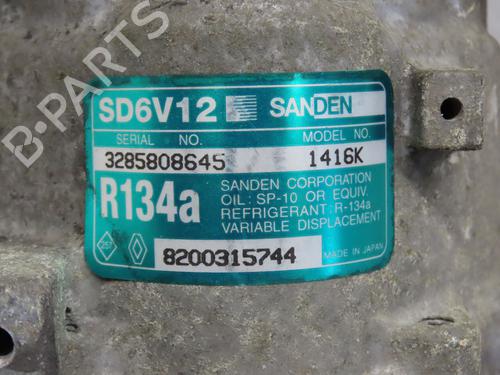 B-PARTS
SD6V12 SANDEN
SERIAL NO. MODEL NO.
3285808645 1416K
R134a
SANDEN CORPORATION
OIL: SP-10 OR EQUIV.
REFRIGERANT: R-134a
VARIABLE DISPLACEMENT
257
MADE IN JAPAN
8200315744